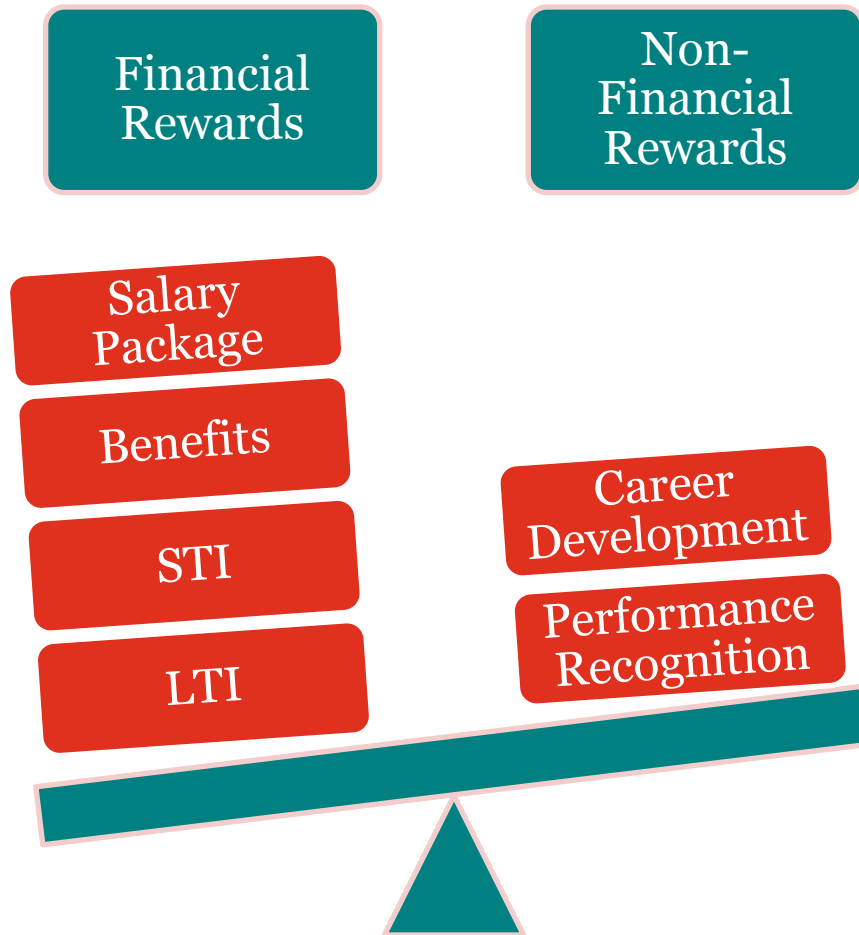 Financial
Rewards
Non-
Financial
Rewards
Salary
Package
Benefits
STI
LTI
Career
Development
Performance
Recognition